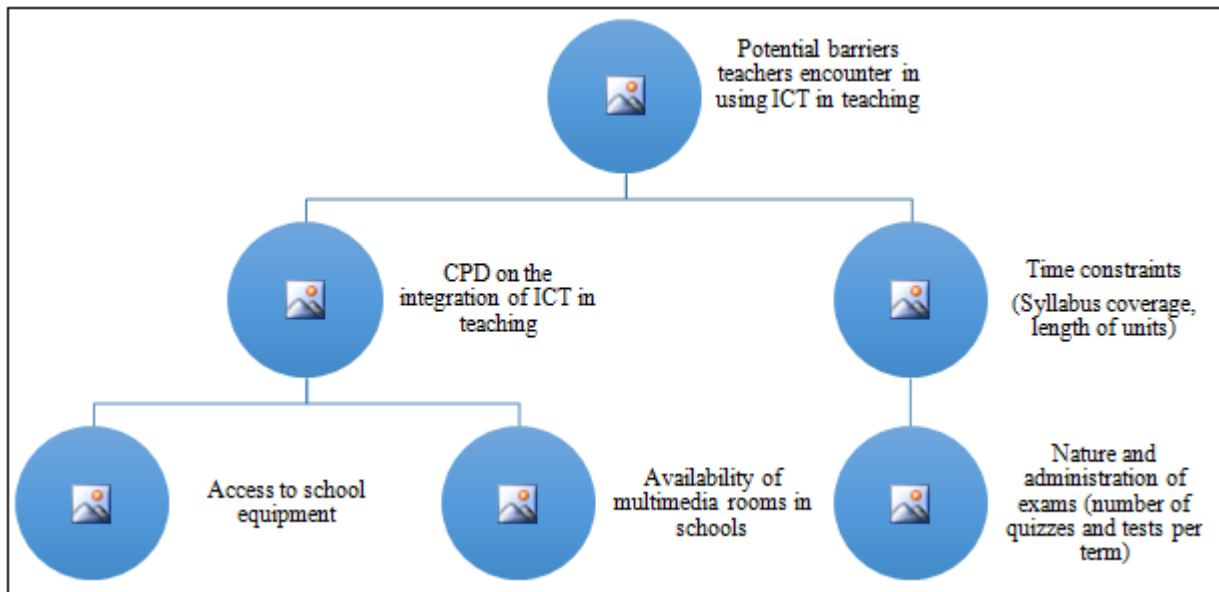 Potential barriers
teachers encounter in
using ICT in teaching
CPD on the
integration of ICT in
teaching
Time constraints
(Syllabus coverage,
length of units)
Access to school
equipment
Availability of
multimedia rooms in
schools
Nature and
administration of
exams (number of
quizzes and tests per
term)